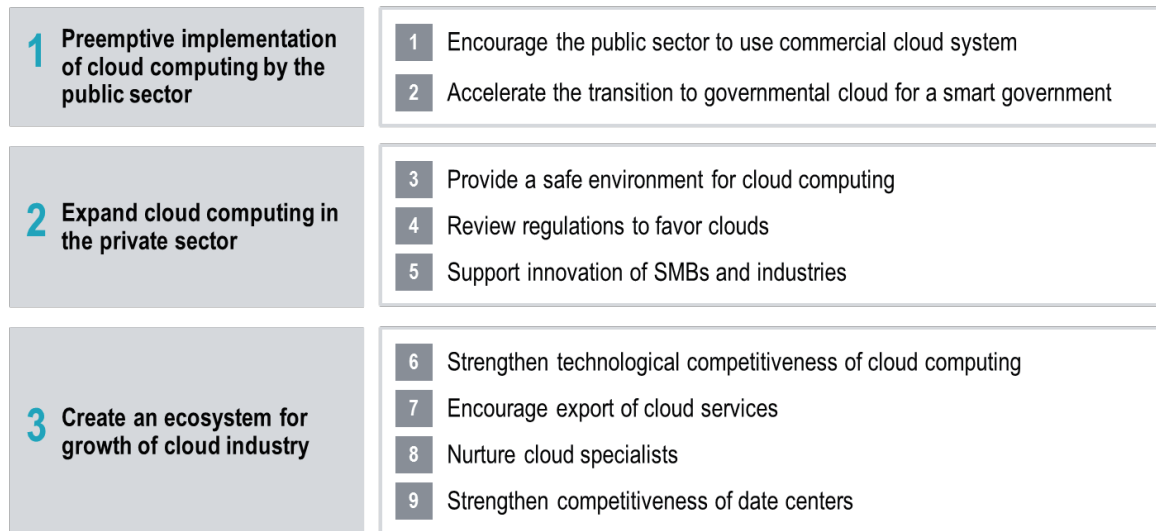 1
Preemptive implementation
of cloud computing by the
public sector
1 Encourage the public sector to use commercial cloud system
2 Accelerate the transition to governmental cloud for a smart government
2
Expand cloud computing in
the private sector
3 Provide a safe environment for cloud computing
4 Review regulations to favor clouds
5 Support innovation of SMBs and industries
3
Create an ecosystem for
growth of cloud industry
6 Strengthen technological competitiveness of cloud computing
7 Encourage export of cloud services
8 Nurture cloud specialists
9 Strengthen competitiveness of date centers